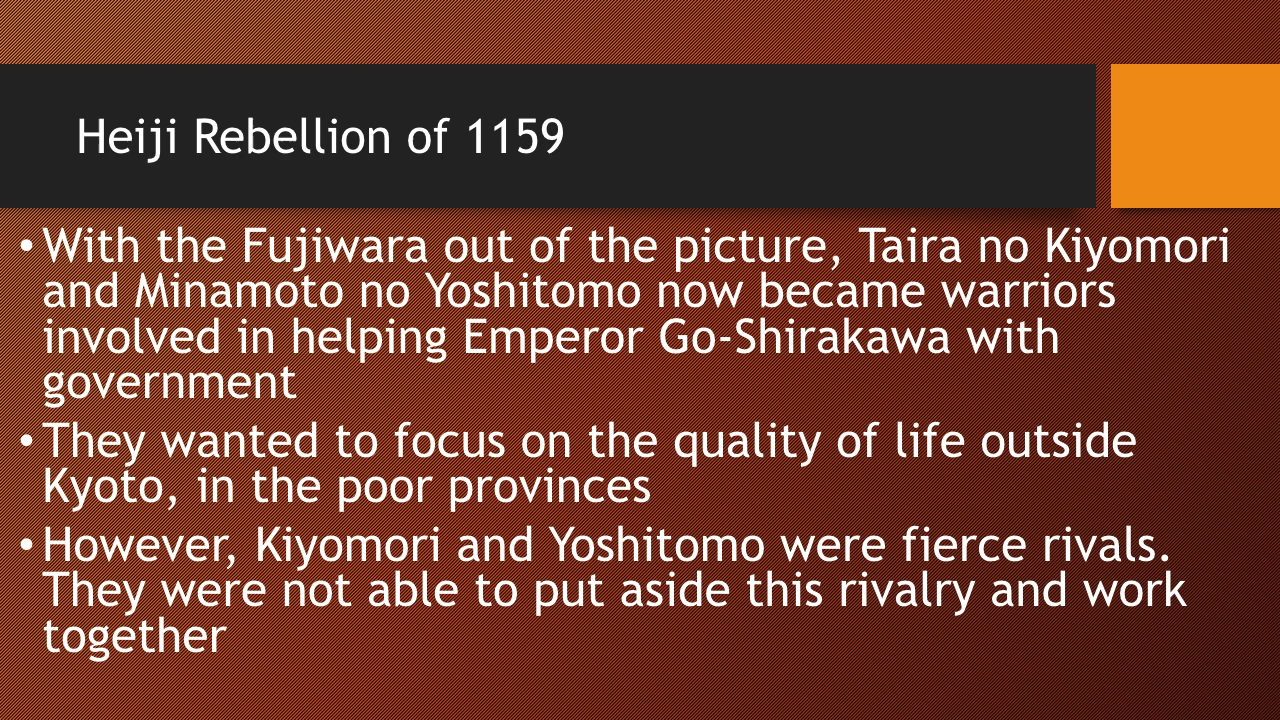 Heiji Rebellion of 1159
• With the Fujiwara out of the picture, Taira no Kiyomori
and Minamoto no Yoshitomo now became warriors
involved in helping Emperor Go-Shirakawa with
government
• They wanted to focus on the quality of life outside
Kyoto, in the poor provinces
• However, Kiyomori and Yoshitomo were fierce rivals.
They were not able to put aside this rivalry and work
together